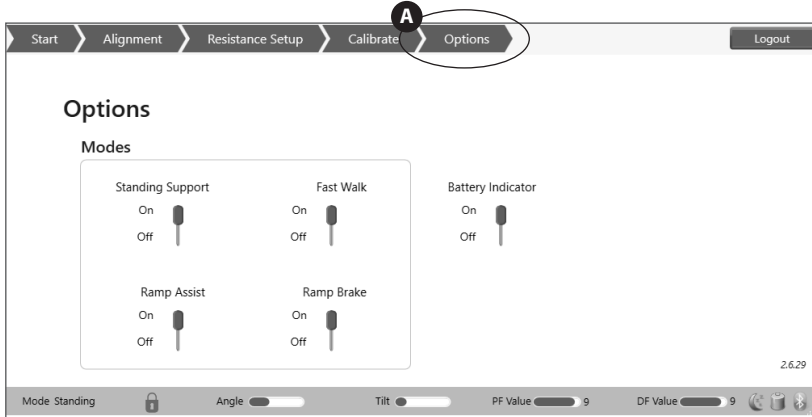 A
Start Alignment Resistance Setup Calibrate Options Logout
Options
Modes
Standing Support Fast Walk Battery Indicator
On On On
Off Off Off
Ramp Assist Ramp Brake
On On
Off Off
2.6.29
Mode Standing Angle Tilt PF Value 9 DF Value 9